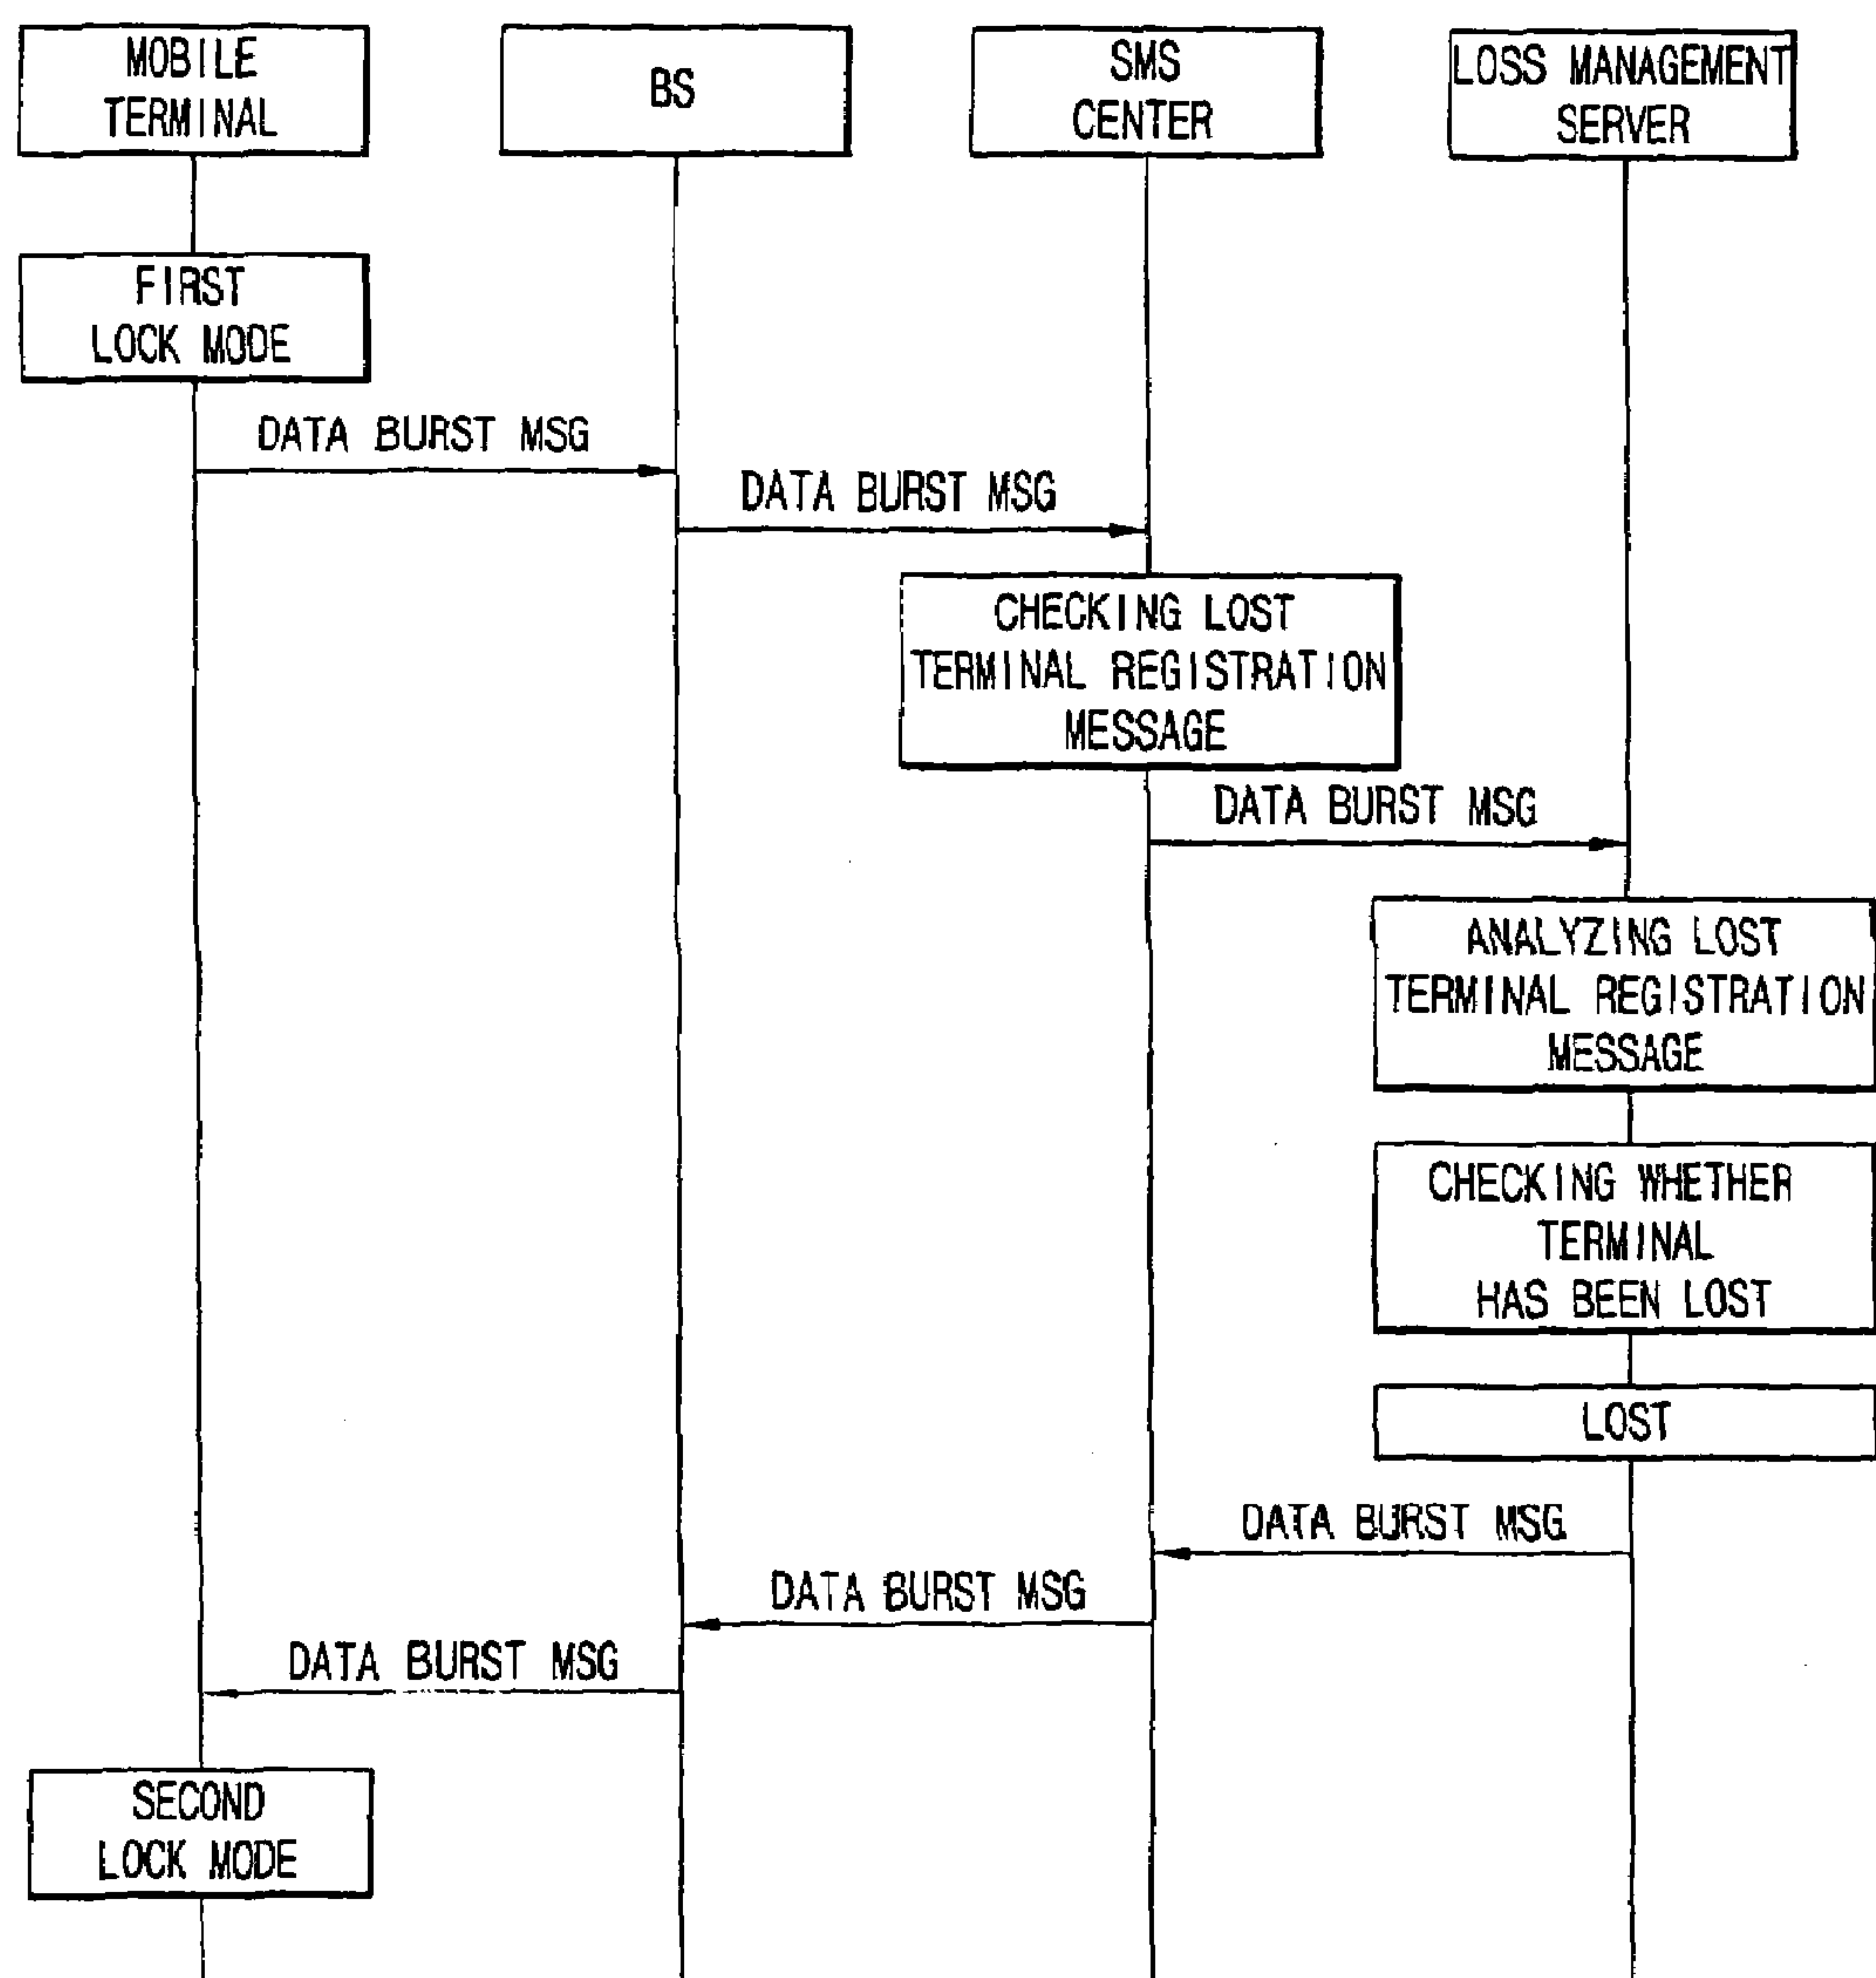 MOBILE
TERMINAL
BS
SMS
CENTER
LOSS MANAGEMENT
SERVER
FIRST
LOCK MODE
DATA BURST MSG
DATA BURST MSG
CHECKING LOST
TERMINAL REGISTRATION
MESSAGE
DATA BURST MSG
ANALYZING LOST
TERMINAL REGISTRATION
MESSAGE
CHECKING WHETHER
TERMINAL
HAS BEEN LOST
LOST
DATA BURST MSG
DATA BURST MSG
DATA BURST MSG
SECOND
LOCK MODE